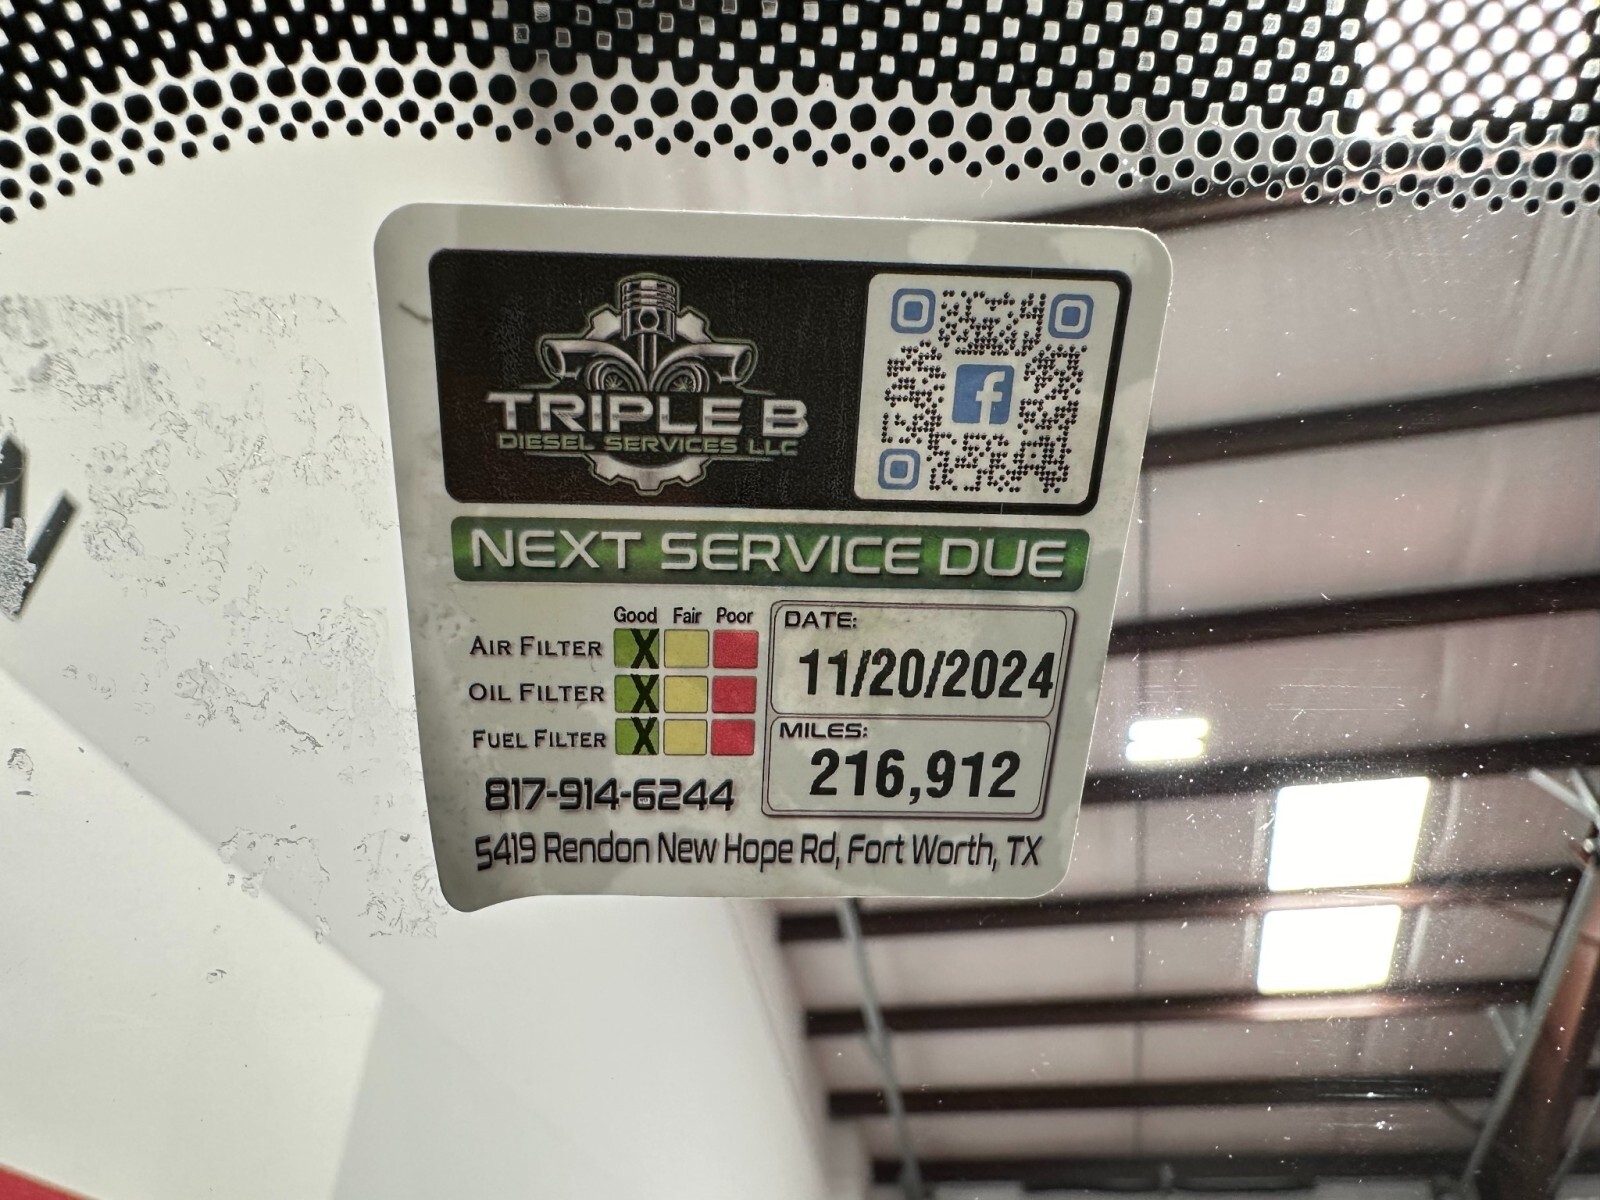 TRIPLE B
DIESEL SERVICES LLC
f
NEXT SERVICE DUE
Good Fair Poor
AIR FILTER X
OIL FILTER X
FUEL FILTER X
DATE:
11/20/2024
MILES:
216,912
817-914-6244
5419 Rendon New Hope Rd, Fort Worth, TX